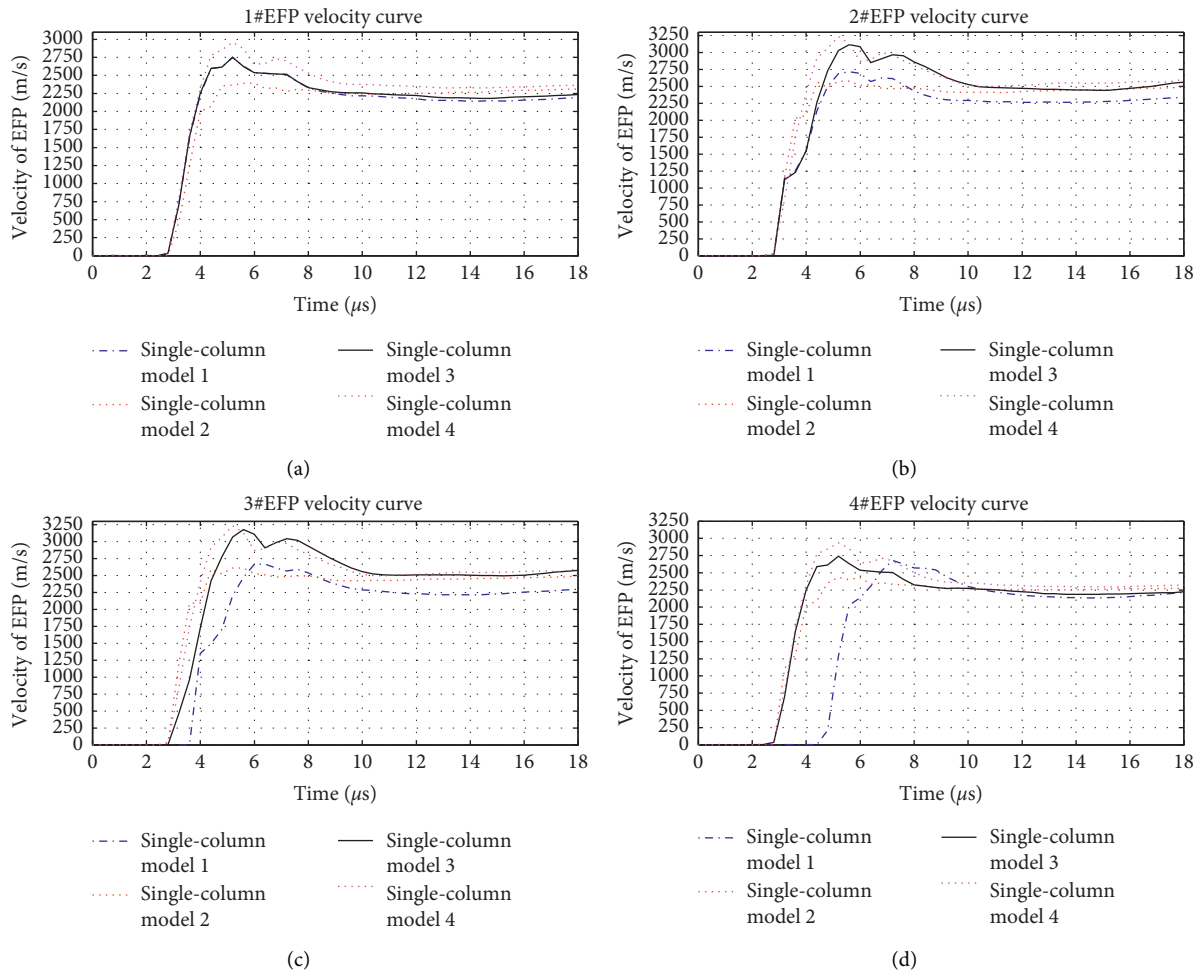 1#EFP velocity curve
Velocity of EFP (m/s)
3000
2750
2500
2250
2000
1750
1500
1250
1000
750
500
250
0
0 2 4 6 8 10 12 14 16 18
Time (μs)
Single-column model 1
Single-column model 2
Single-column model 3
Single-column model 4
(a)
2#EFP velocity curve
Velocity of EFP (m/s)
3250
3000
2750
2500
2250
2000
1750
1500
1250
1000
750
500
250
0
0 2 4 6 8 10 12 14 16 18
Time (μs)
Single-column
model 1
Single-column
model 2
Single-column
model 3
Single-column
model 4
(b)
3#EFP velocity curve
Velocity of EFP (m/s)
3250
3000
2750
2500
2250
2000
1750
1500
1250
1000
750
500
250
0
0 2 4 6 8 10 12 14 16 18
Time (μs)
Single-column
model 1
Single-column
model 2
Single-column
model 3
Single-column
model 4
(c)
4#EFP velocity curve
Velocity of EFP (m/s)
3250
3000
2750
2500
2250
2000
1750
1500
1250
1000
750
500
250
0
0 2 4 6 8 10 12 14 16 18
Time (μs)
Single-column
model 1
Single-column
model 2
Single-column
model 3
Single-column
model 4
(d)